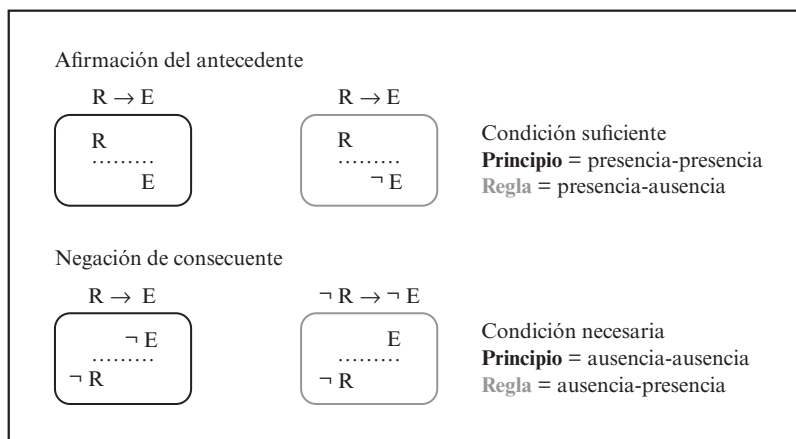 Afirmación del antecedente
R → E
R → E
R
.........
E
R
.........
¬ E
Condición suficiente
Principio = presencia-presencia
Regla = presencia-ausencia
Negación de consecuente
R → E
¬ R → ¬ E
¬ E
.........
¬ R
E
.........
¬ R
Condición necesaria
Principio = ausencia-ausencia
Regla = ausencia-presencia